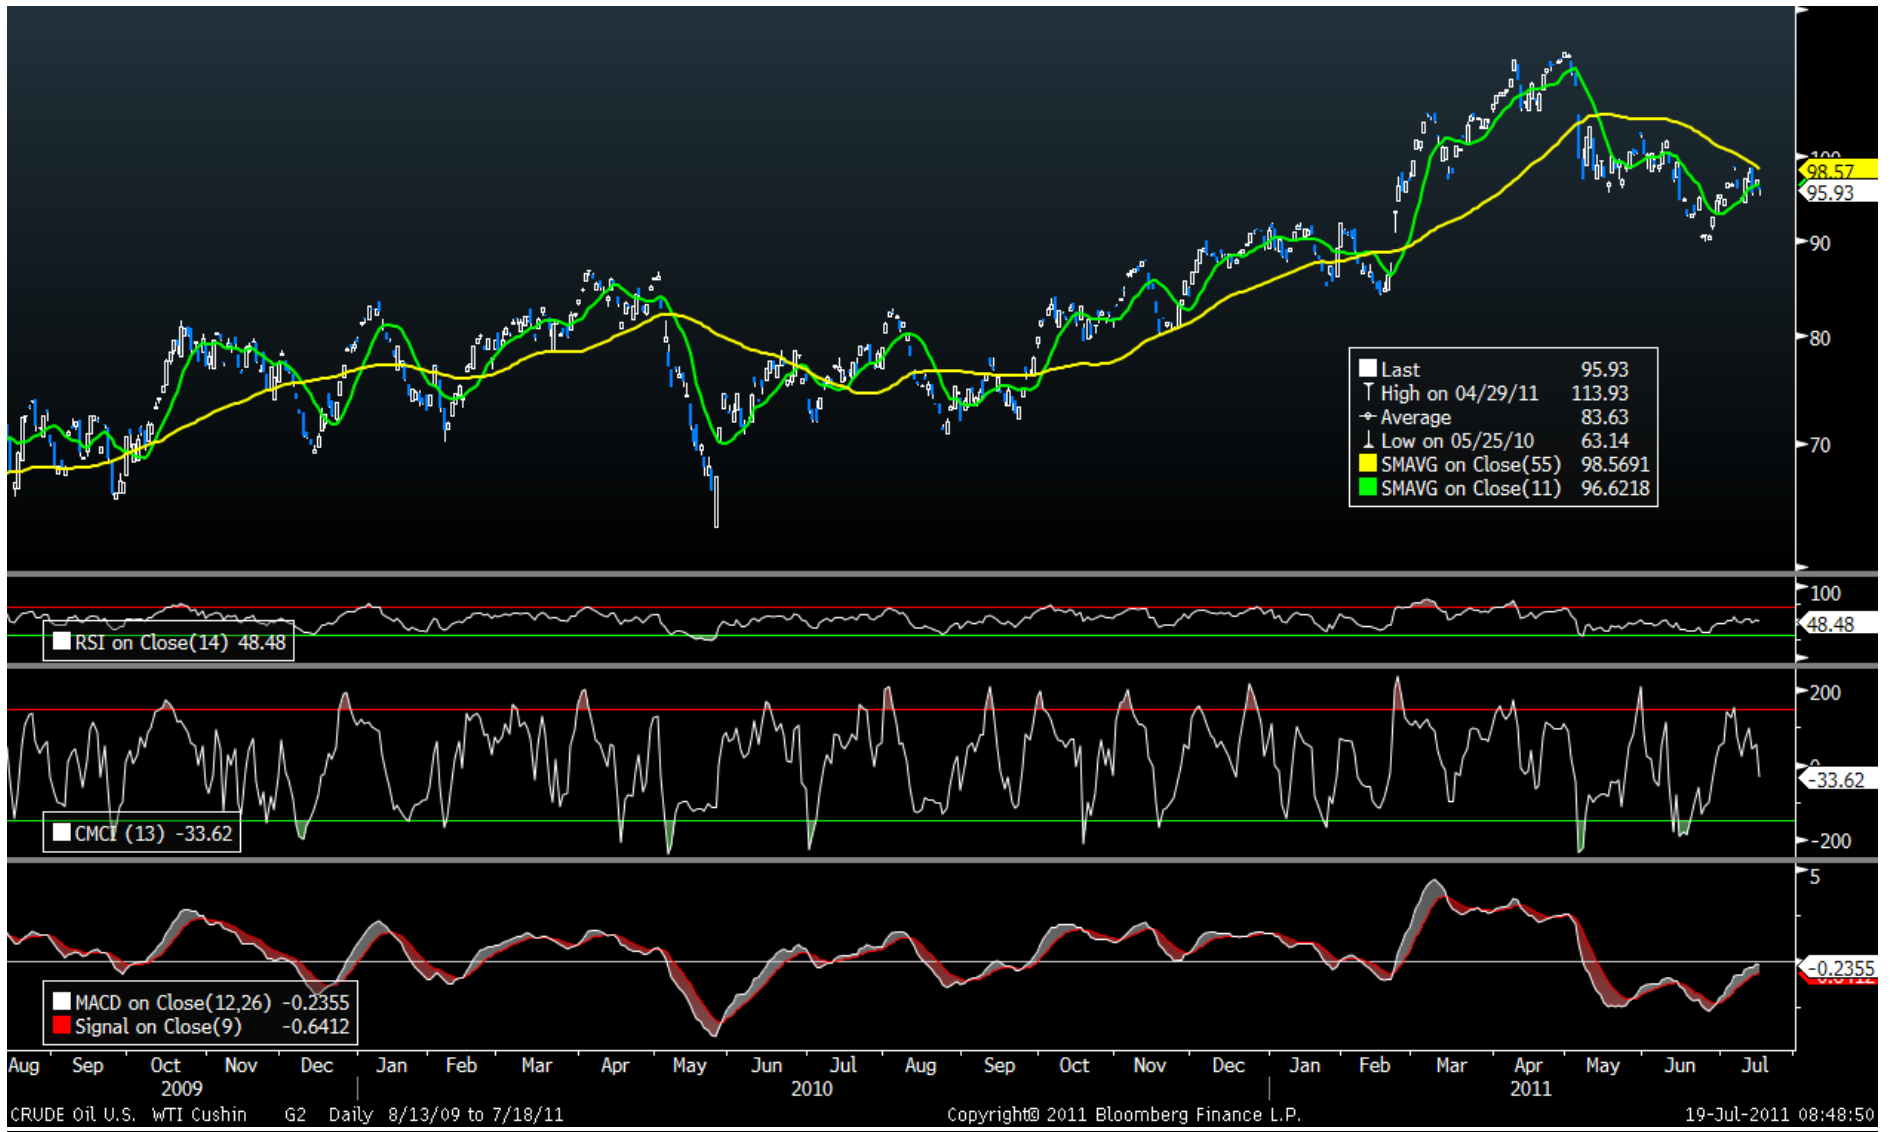 100
98.57
95.93
90
80
70
Last 95.93
High on 04/29/11 113.93
Average 83.63
Low on 05/25/10 63.14
SMAVG on Close(55) 98.5691
SMAVG on Close(11) 96.6218
100
48.48
RSI on Close(14) 48.48
200
0
-33.62
CMCI (13) -33.62
-200
5
-0.2355
-0.6412
MACD on Close(12,26) -0.2355
Signal on Close(9) -0.6412
Aug Sep Oct Nov Dec Jan Feb Mar Apr May Jun Jul Aug Sep Oct Nov Dec Jan Feb Mar Apr May Jun Jul
2009 2010 2011
CRUDE Oil U.S. WTI Cushin G2 Daily 8/13/09 to 7/18/11 Copyright© 2011 Bloomberg Finance L.P. 19-Jul-2011 08:48:50